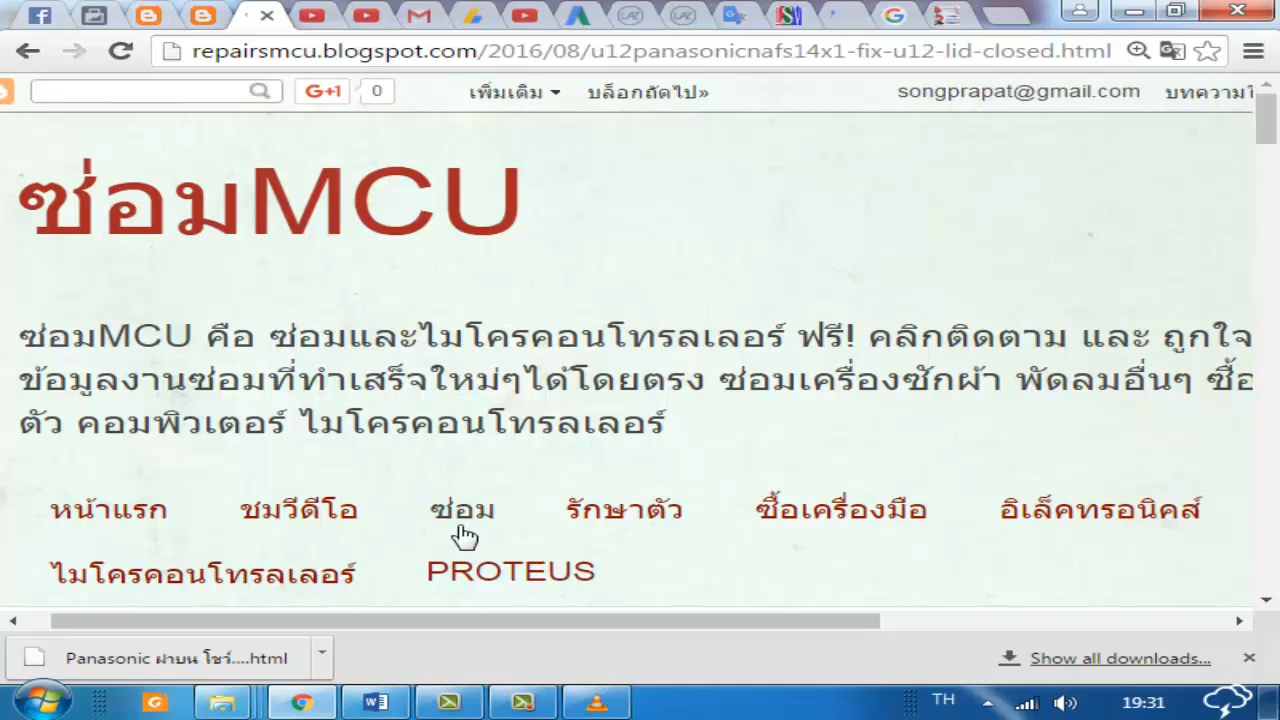 repairsmcu.blogspot.com/2016/08/u12panasonicnafs14x1-fix-u12-lid-closed.html
G+1 0 เพิ่มเติม บล็อกถัดไป» songprapat@gmail.com
ซ่อมMCU
ซ่อมMCU คือ ซ่อมและไมโครคอนโทรลเลอร์ ฟรี! คลิกติดตาม และ ถูกใจ
ข้อมูลงานซ่อมที่ทำเสร็จใหม่ๆได้โดยตรง ซ่อมเครื่องซักผ้า พัดลมอื่นๆ
ตัว คอมพิวเตอร์ ไมโครคอนโทรลเลอร์
หน้าแรก ชมวีดีโอ ซ่อม รักษาตัว ซื้อเครื่องมือ อิเล็คทรอนิคส์
ไมโครคอนโทรลเลอร์ PROTEUS
Panasonic ฝาบน โชว์....html Show all downloads...
TH 19:31